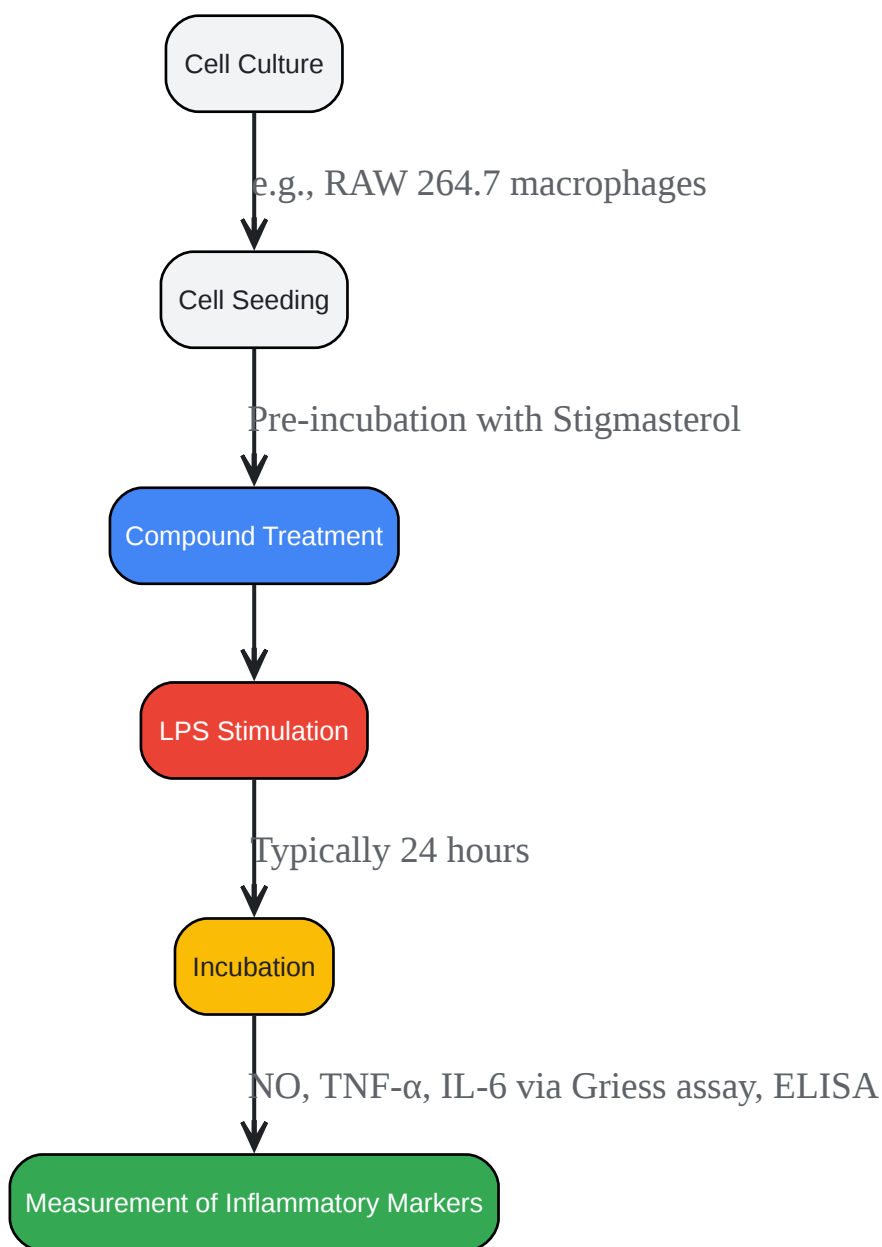 Cell Culture
e.g., RAW 264.7 macrophages
Cell Seeding
Pre-incubation with Stigmasterol
Compound Treatment
LPS Stimulation
Typically 24 hours
Incubation
NO, TNF-α, IL-6 via Griess assay, ELISA
Measurement of Inflammatory Markers